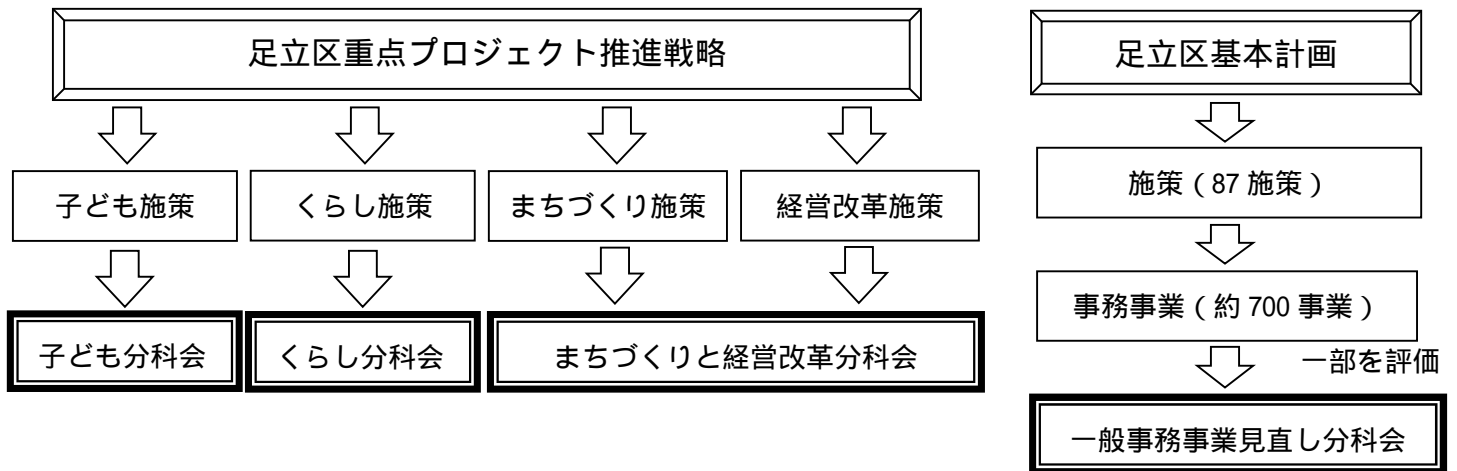 足立区重点プロジェクト推進戦略
子ども施策
くらし施策
まちづくり施策
経営改革施策
子ども分科会
くらし分科会
まちづくりと経営改革分科会
足立区基本計画
施策（87 施策）
事務事業（約 700 事業）
一部を評価
一般事務事業見直し分科会